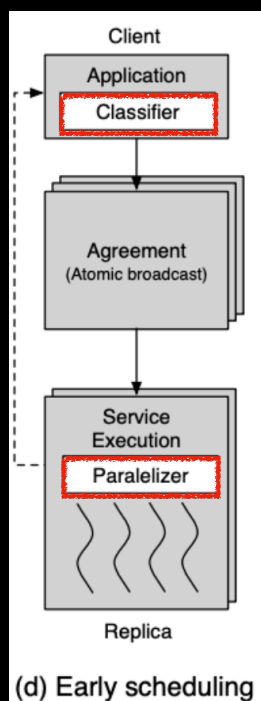 Client
Application
Classifier
Agreement
(Atomic broadcast)
Service
Execution
Paralelizer
Replica
(d) Early scheduling